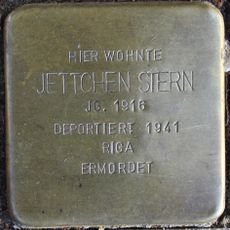 HIER WOHNTE
JETTCHEN STERN
JG. 1916
DEPORTIERT 1941
RIGA
ERMORDET